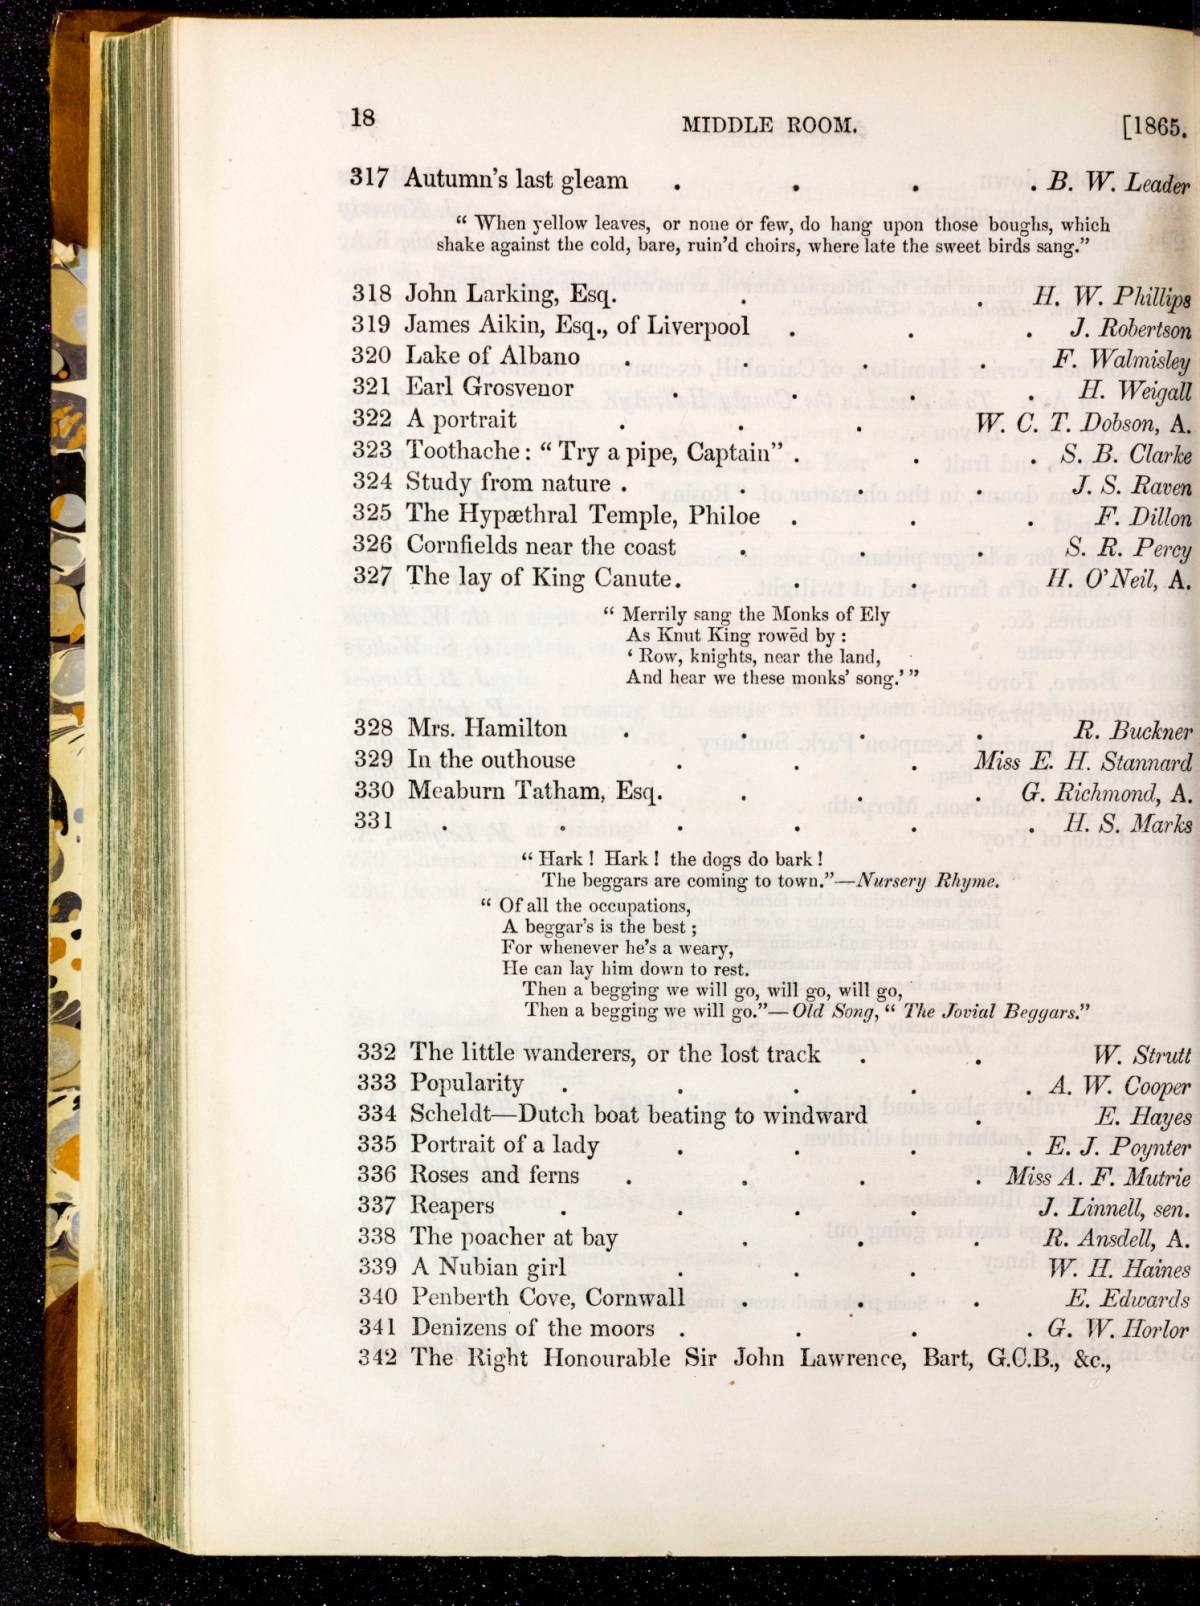 18 MIDDLE ROOM. [1865.
317 Autumn's last gleam . . . . B. W. Leader
“ When yellow leaves, or none or few, do hang upon those boughs, which
shake against the cold, bare, ruin'd choirs, where late the sweet birds sang.”
318 John Larking, Esq. . . . H. W. Phillips
319 James Aikin, Esq., of Liverpool . . . J. Robertson
320 Lake of Albano . . . . F. Walmisley
321 Earl Grosvenor . . . . H. Weigall
322 A portrait . . . W. C. T. Dobson, A.
323 Toothache : “ Try a pipe, Captain” . . . S. B. Clarke
324 Study from nature . . . . J. S. Raven
325 The Hypæthral Temple, Philoe . . . F. Dillon
326 Cornfields near the coast . . . S. R. Percy
327 The lay of King Canute . . . H. O'Neil, A.
“ Merrily sang the Monks of Ely
As Knut King rowēd by :
‘ Row, knights, near the land,
And hear we these monks' song.’ ”
328 Mrs. Hamilton . . . . R. Buckner
329 In the outhouse . . . Miss E. H. Stannard
330 Meaburn Tatham, Esq. . . . G. Richmond, A.
331 . . . . . . H. S. Marks
“ Hark ! Hark ! the dogs do bark !
The beggars are coming to town.”—Nursery Rhyme.
“ Of all the occupations,
A beggar's is the best ;
For whenever he's a weary,
He can lay him down to rest.
Then a begging we will go, will go, will go,
Then a begging we will go.”—Old Song, “ The Jovial Beggars.”
332 The little wanderers, or the lost track . . W. Strutt
333 Popularity . . . . . A. W. Cooper
334 Scheldt—Dutch boat beating to windward . E. Hayes
335 Portrait of a lady . . . . E. J. Poynter
336 Roses and ferns . . . . Miss A. F. Mutrie
337 Reapers . . . . J. Linnell, sen.
338 The poacher at bay . . . R. Ansdell, A.
339 A Nubian girl . . . W. H. Haines
340 Penberth Cove, Cornwall . . . E. Edwards
341 Denizens of the moors . . . . G. W. Horlor
342 The Right Honourable Sir John Lawrence, Bart, G.C.B., &c.,